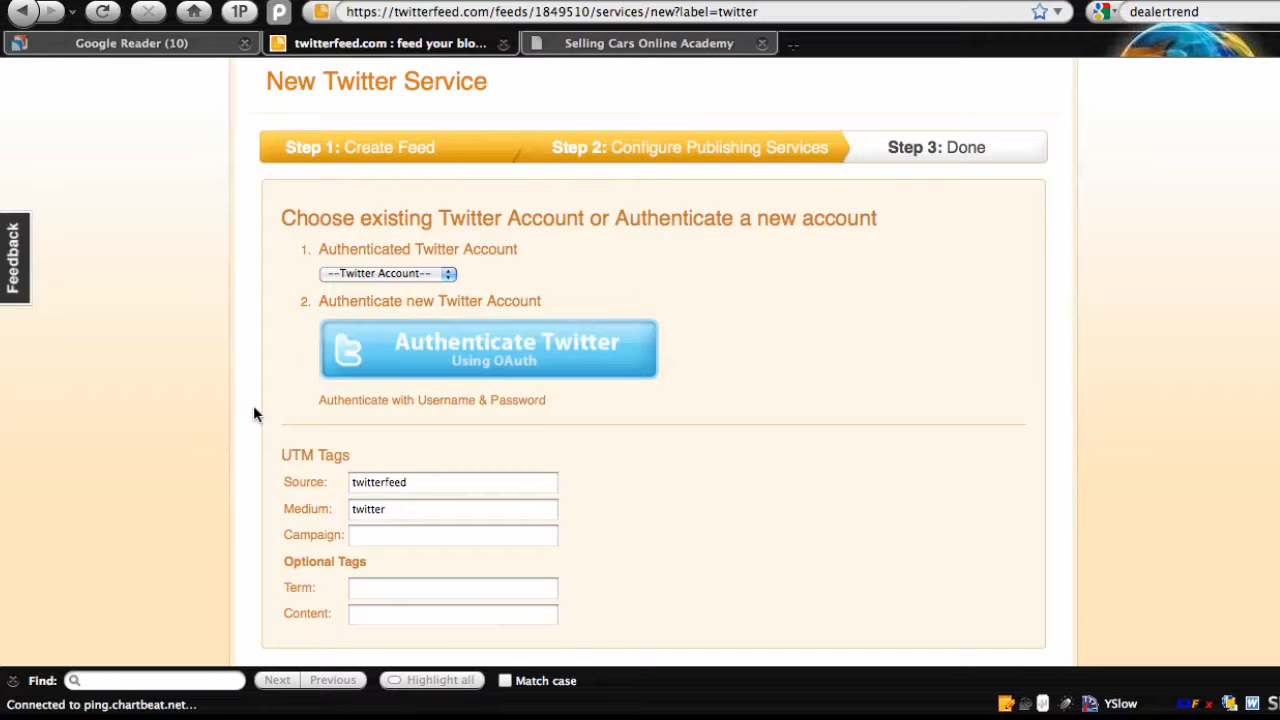 1P
https://twitterfeed.com/feeds/1849510/services/new?label=twitter
dealertrend
Google Reader (10)
twitterfeed.com : feed your blo...
Selling Cars Online Academy
New Twitter Service
Step 1: Create Feed
Step 2: Configure Publishing Services
Step 3: Done
Feedback
Choose existing Twitter Account or Authenticate a new account
1. Authenticated Twitter Account
--Twitter Account--
2. Authenticate new Twitter Account
Authenticate Twitter
Using OAuth
Authenticate with Username & Password
UTM Tags
Source: twitterfeed
Medium: twitter
Campaign:
Optional Tags
Term:
Content:
Find:
Next
Previous
Highlight all
Match case
Connected to ping.chartbeat.net...
YSlow